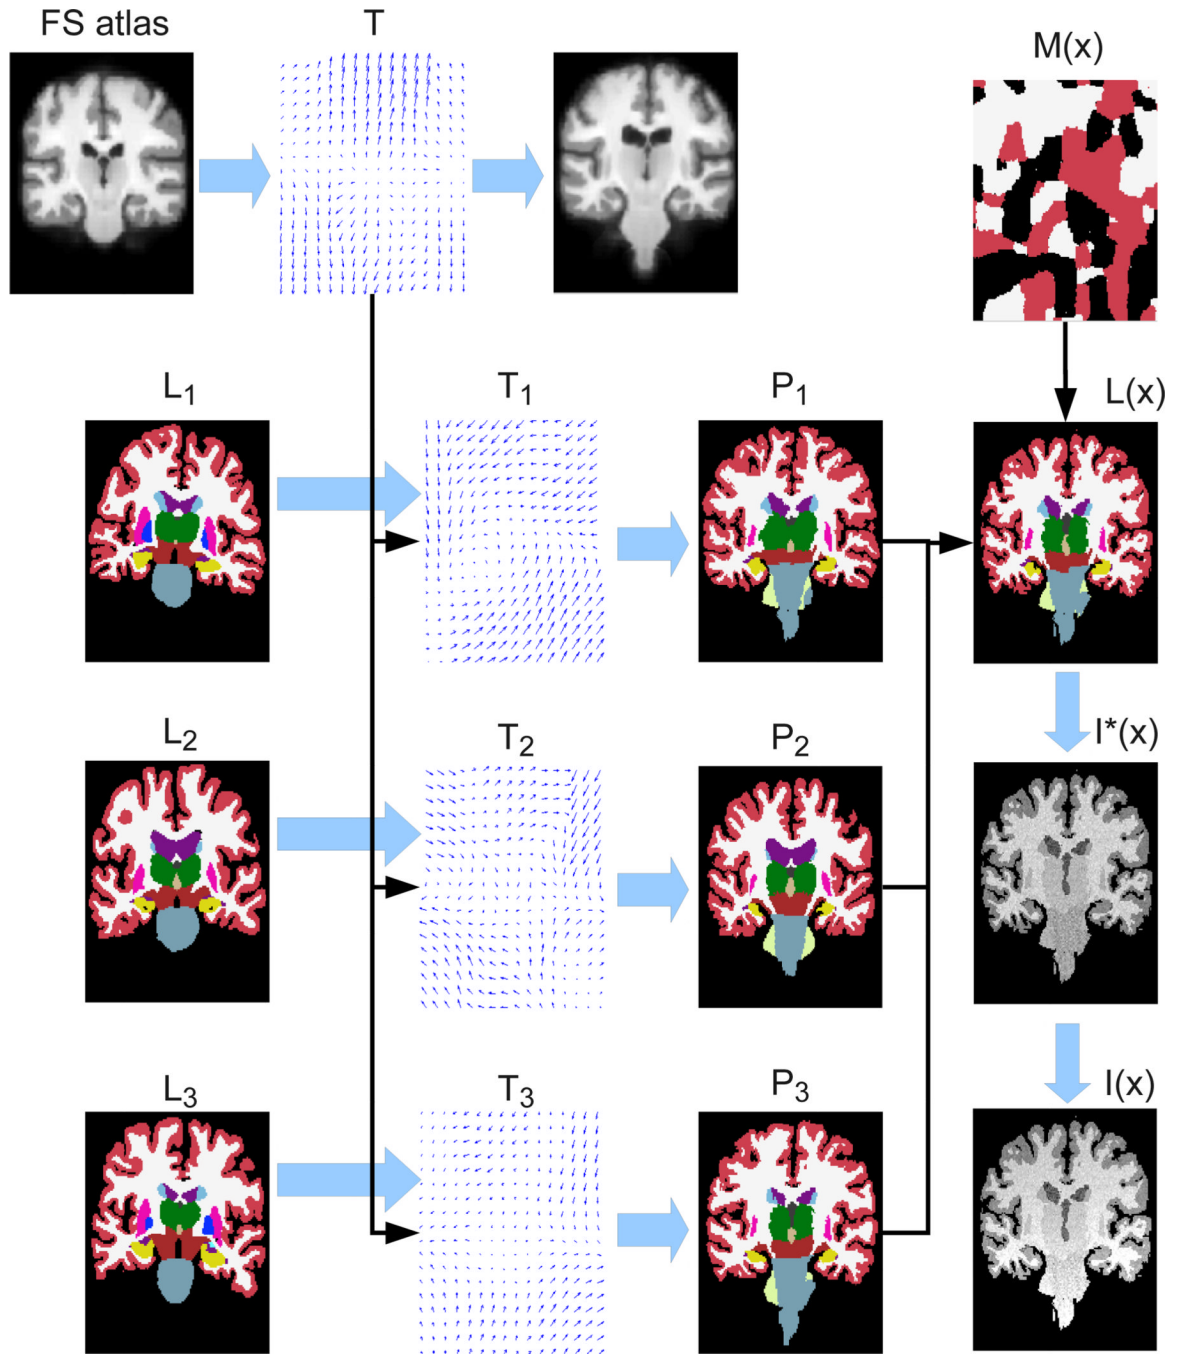 FS atlas
T
M(x)
L1
T1
P1
L(x)
L2
T2
P2
I*(x)
L3
T3
P3
I(x)